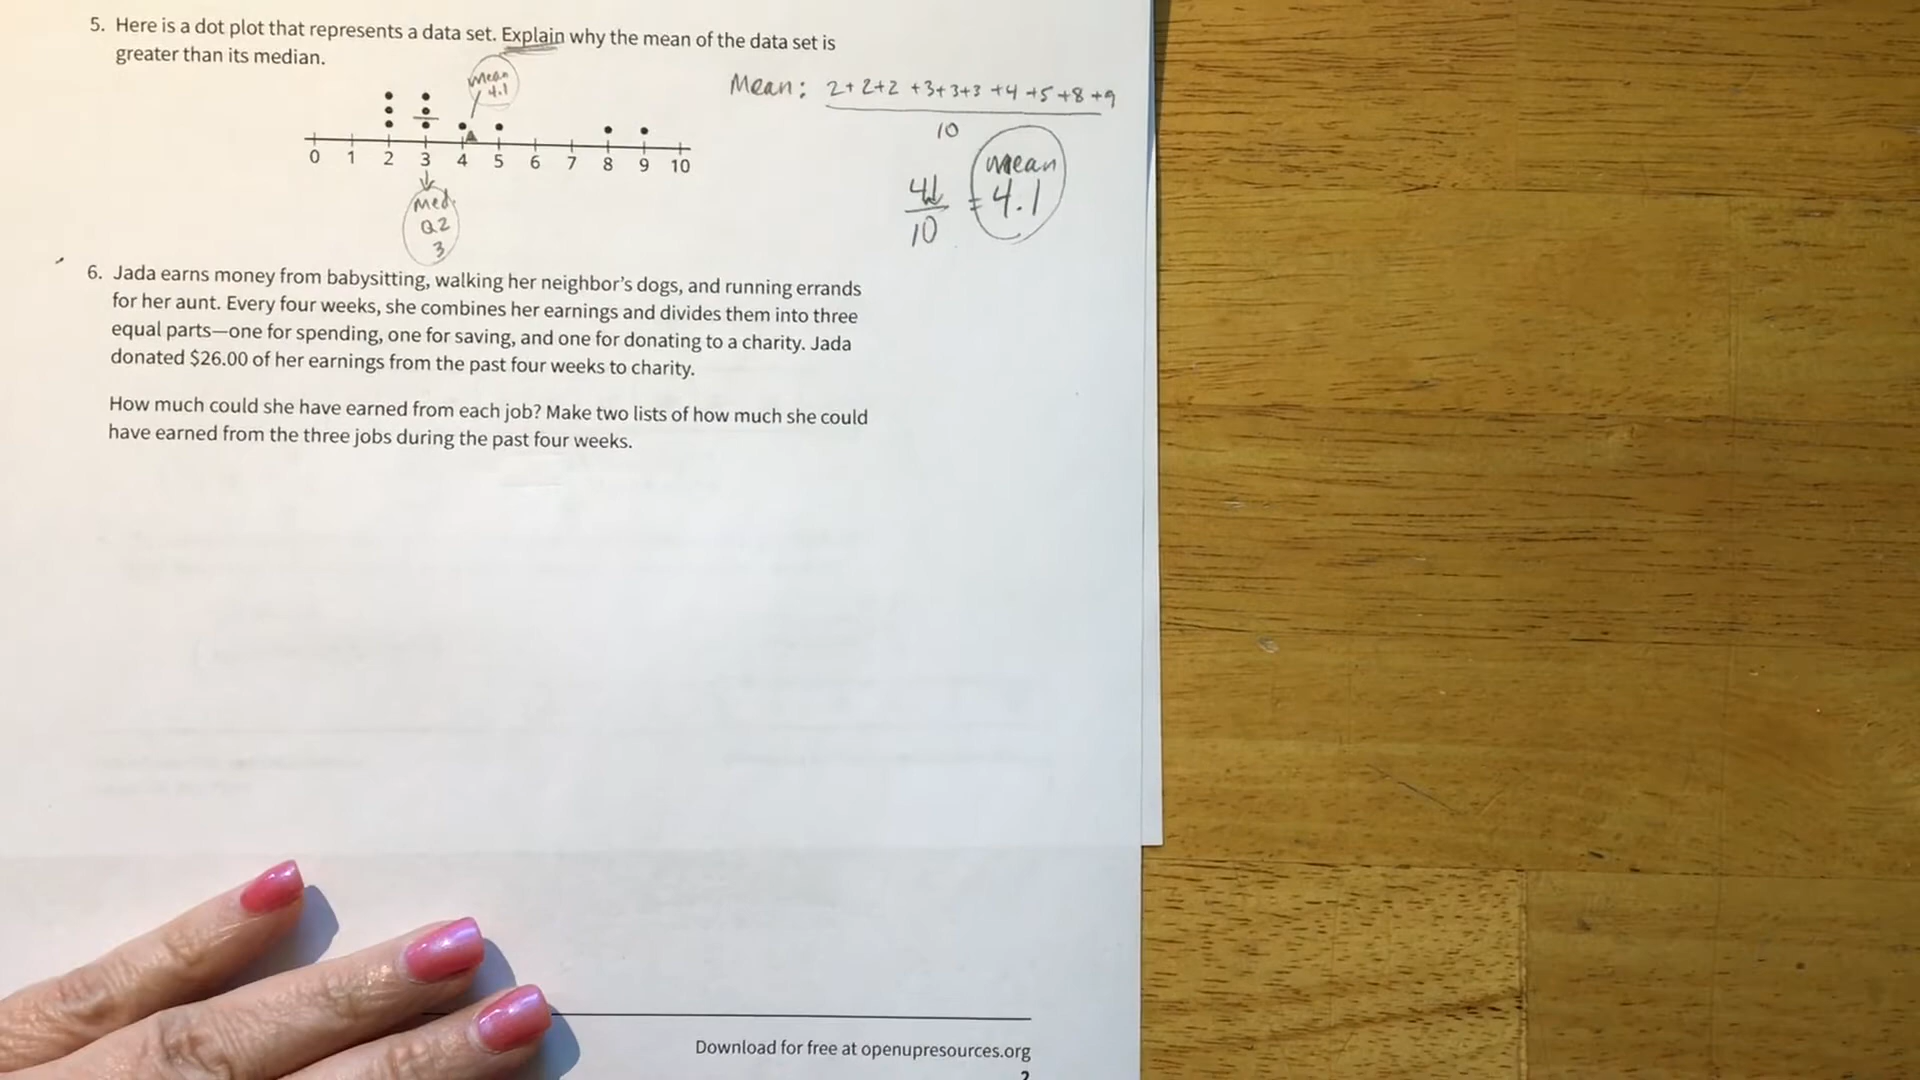 5. Here is a dot plot that represents a data set. Explain why the mean of the data set is
greater than its median.
Mean
4.1
Mean: 2+2+2+3+3+3+4+5+8+9
10
0 1 2 3 4 5 6 7 8 9 10
Med.
Q2
3
41
10
=
Mean
4.1
6. Jada earns money from babysitting, walking her neighbor's dogs, and running errands
for her aunt. Every four weeks, she combines her earnings and divides them into three
equal parts—one for spending, one for saving, and one for donating to a charity. Jada
donated $26.00 of her earnings from the past four weeks to charity.
How much could she have earned from each job? Make two lists of how much she could
have earned from the three jobs during the past four weeks.
Download for free at openupresources.org
2